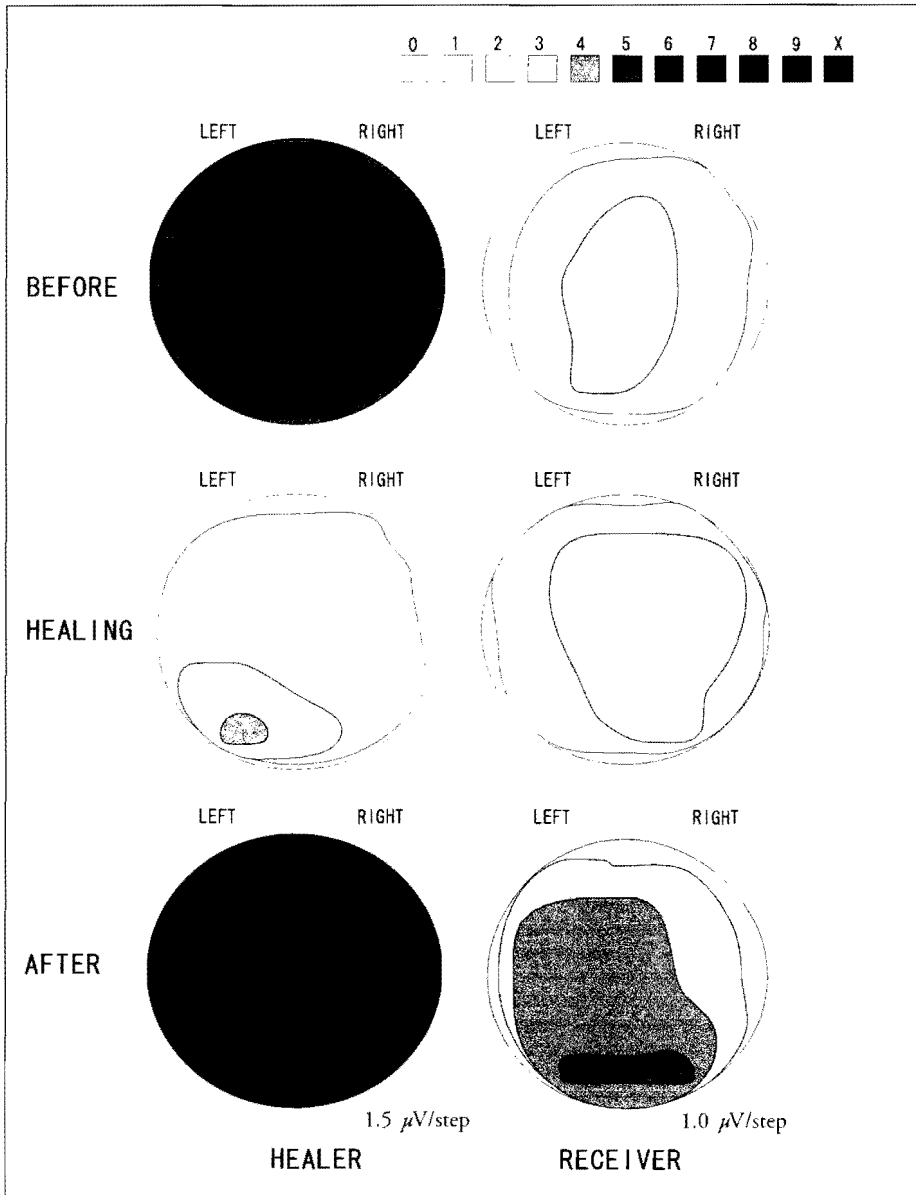 0 1 2 3 4 5 6 7 8 9 X
LEFT RIGHT LEFT RIGHT
BEFORE
LEFT RIGHT LEFT RIGHT
HEALING
LEFT RIGHT LEFT RIGHT
AFTER
1.5 μV/step 1.0 μV/step
HEALER RECEIVER